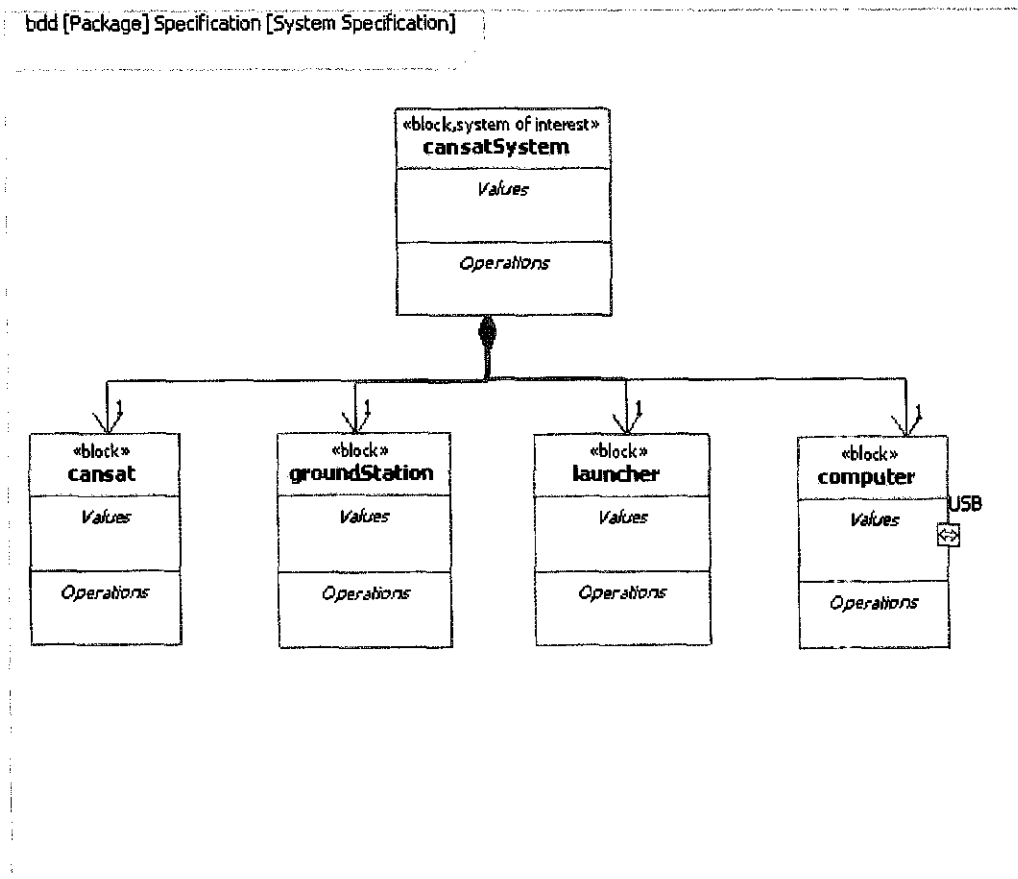 bdd [Package] Specification [System Specification]
«block,system of interest»
cansatSystem
Values
Operations
1
1
1
1
«block»
cansat
Values
Operations
«block»
groundStation
Values
Operations
«block»
launcher
Values
Operations
«block»
computer
Values
Operations
USB